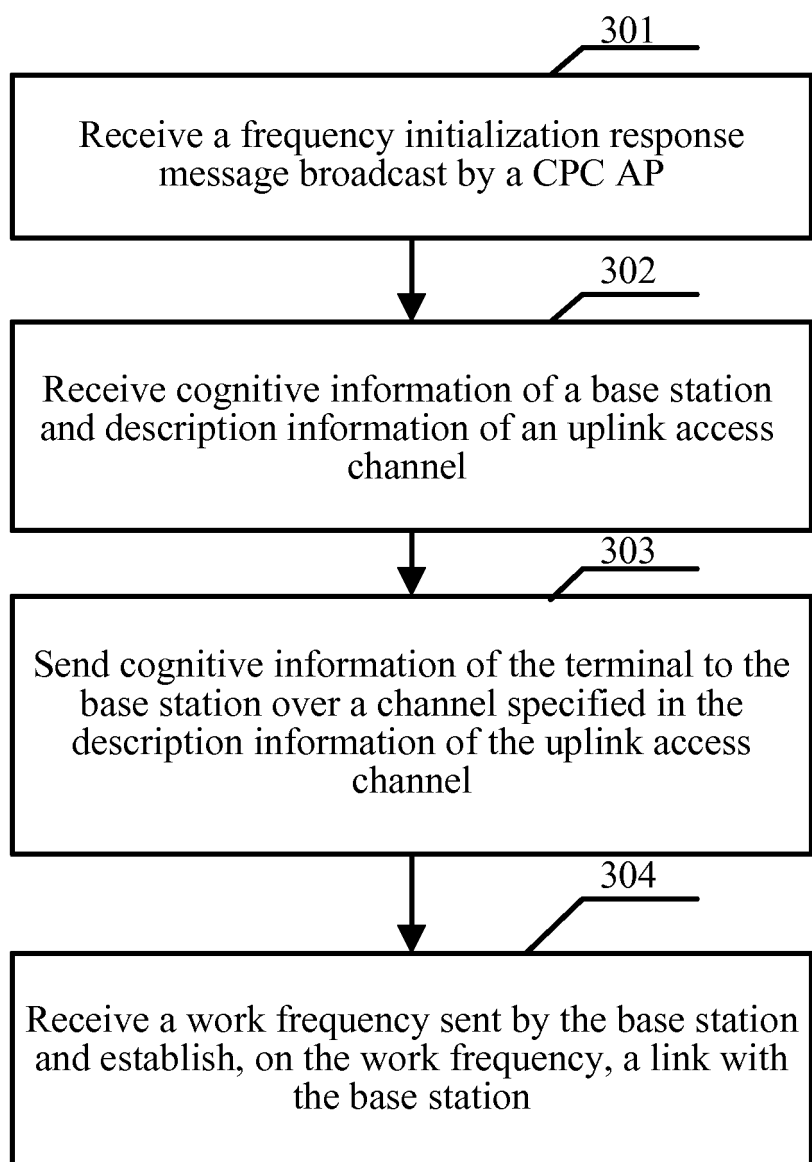 301
Receive a frequency initialization response
message broadcast by a CPC AP
302
Receive cognitive information of a base station
and description information of an uplink access
channel
303
Send cognitive information of the terminal to the
base station over a channel specified in the
description information of the uplink access
channel
304
Receive a work frequency sent by the base station
and establish, on the work frequency, a link with
the base station